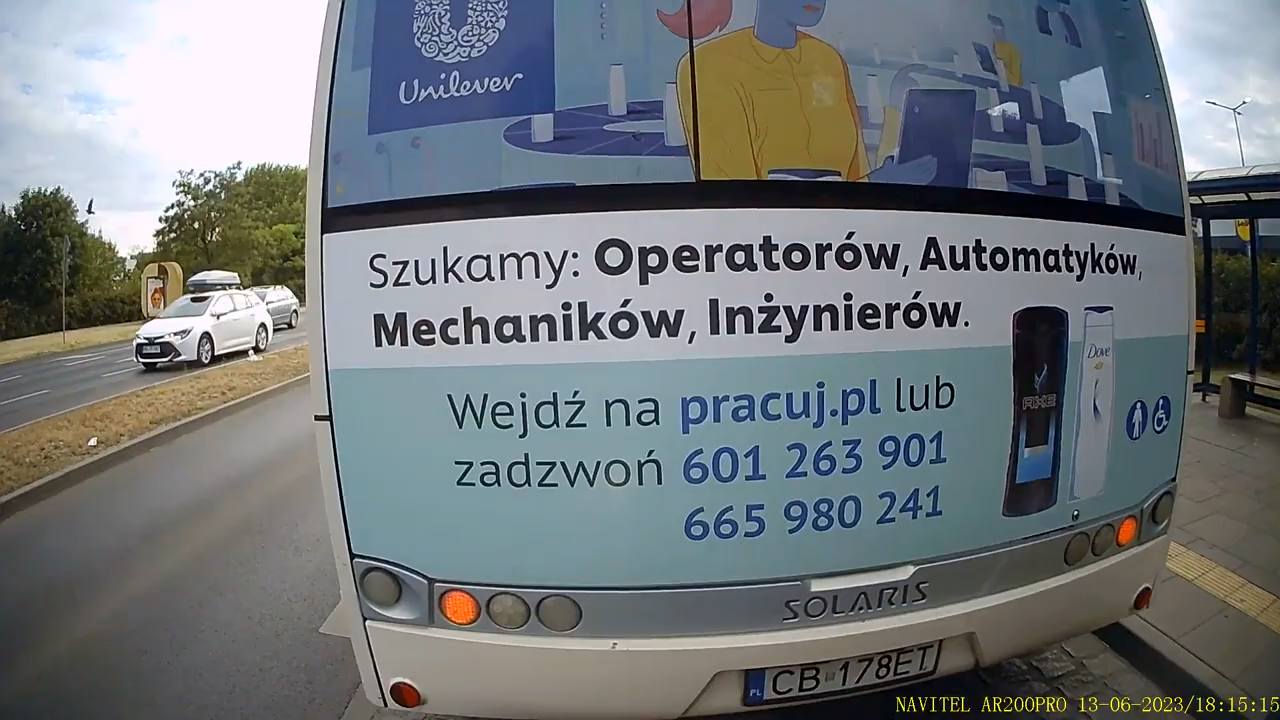 Unilever
Szukamy: Operatorów, Automatyków,
Mechaników, Inżynierów.
Wejdź na pracuj.pl lub
zadzwoń 601 263 901
665 980 241
AXE
Dove
SOLARIS
PL CB 178ET
NAVITEL AR200PRO 13-06-2023/18:15:15